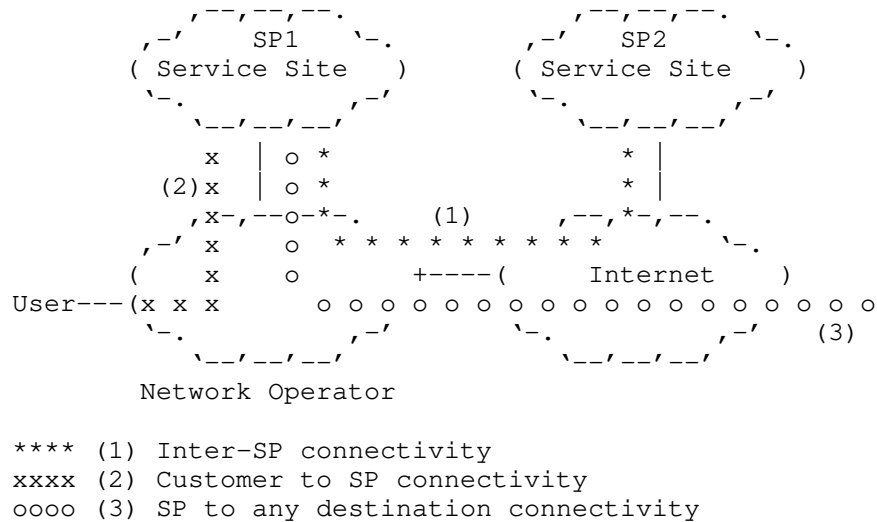 SP1 SP2
( Service Site ) ( Service Site )
x | o * * |
(2)x | o * * |
x o * (1) *
x o * * * * * * * * *
( x o +----( Internet )
User---(x x x o o o o o o o o o o o o o o o o o o
(3)
Network Operator
**** (1) Inter-SP connectivity
xxxx (2) Customer to SP connectivity
oooo (3) SP to any destination connectivity